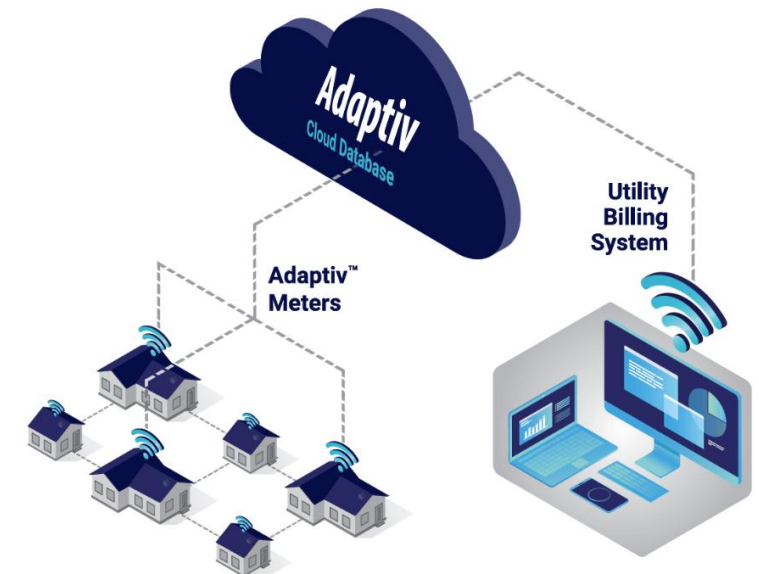 Adaptiv
Cloud Database
Utility
Billing
System
Adaptiv™
Meters